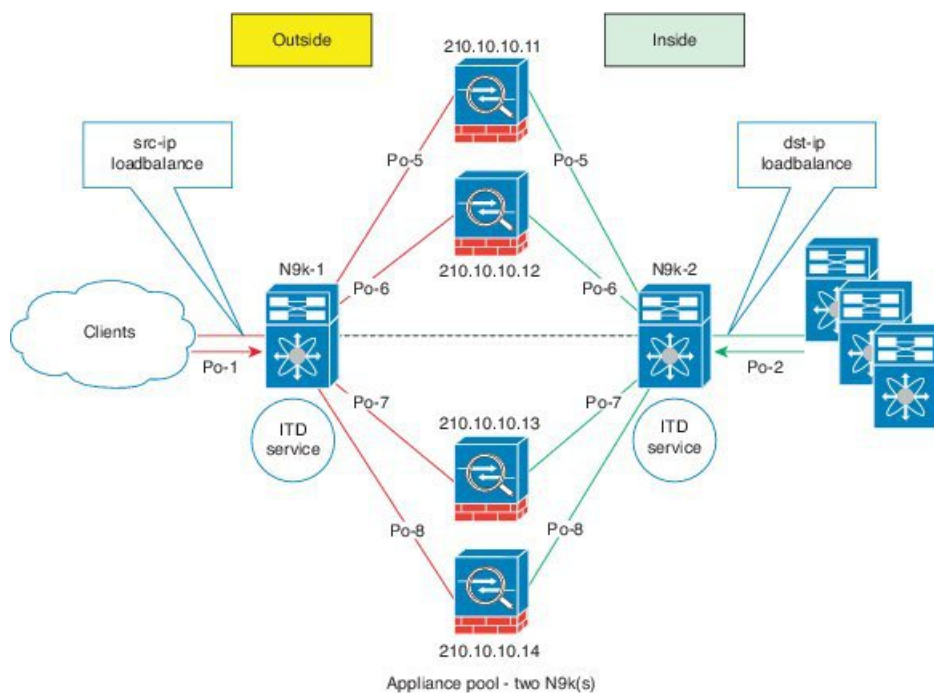 Outside
210.10.10.11
Inside
src-ip
loadbalance
Po-5
Po-5
dst-ip
loadbalance
N9k-1
210.10.10.12
N9k-2
Po-6
Po-6
Clients
Po-1
Po-2
Po-7
210.10.10.13
Po-7
ITD
service
ITD
service
Po-8
Po-8
210.10.10.14
Appliance pool - two N9k(s)